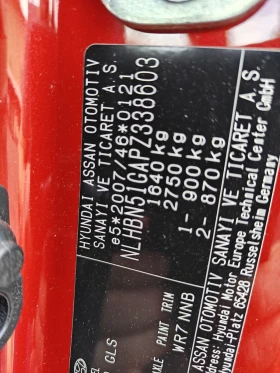 HYUNDAI ASSAN OTOMOTIV
SANAYI VE TICARET A.S.
e5*2007/46*0121
NLHBN51GAPZ338603
1640 kg
2750 kg
1- 900 kg
2- 870 kg
PAINT TRIM
WR7 NNB
GLS
ASSAN OTOMOTIV SANAYI VE TICARET A.S.
Hyundai Motor Europe Technical Center GmbH
-Platz 65428 Russelsheim Germany